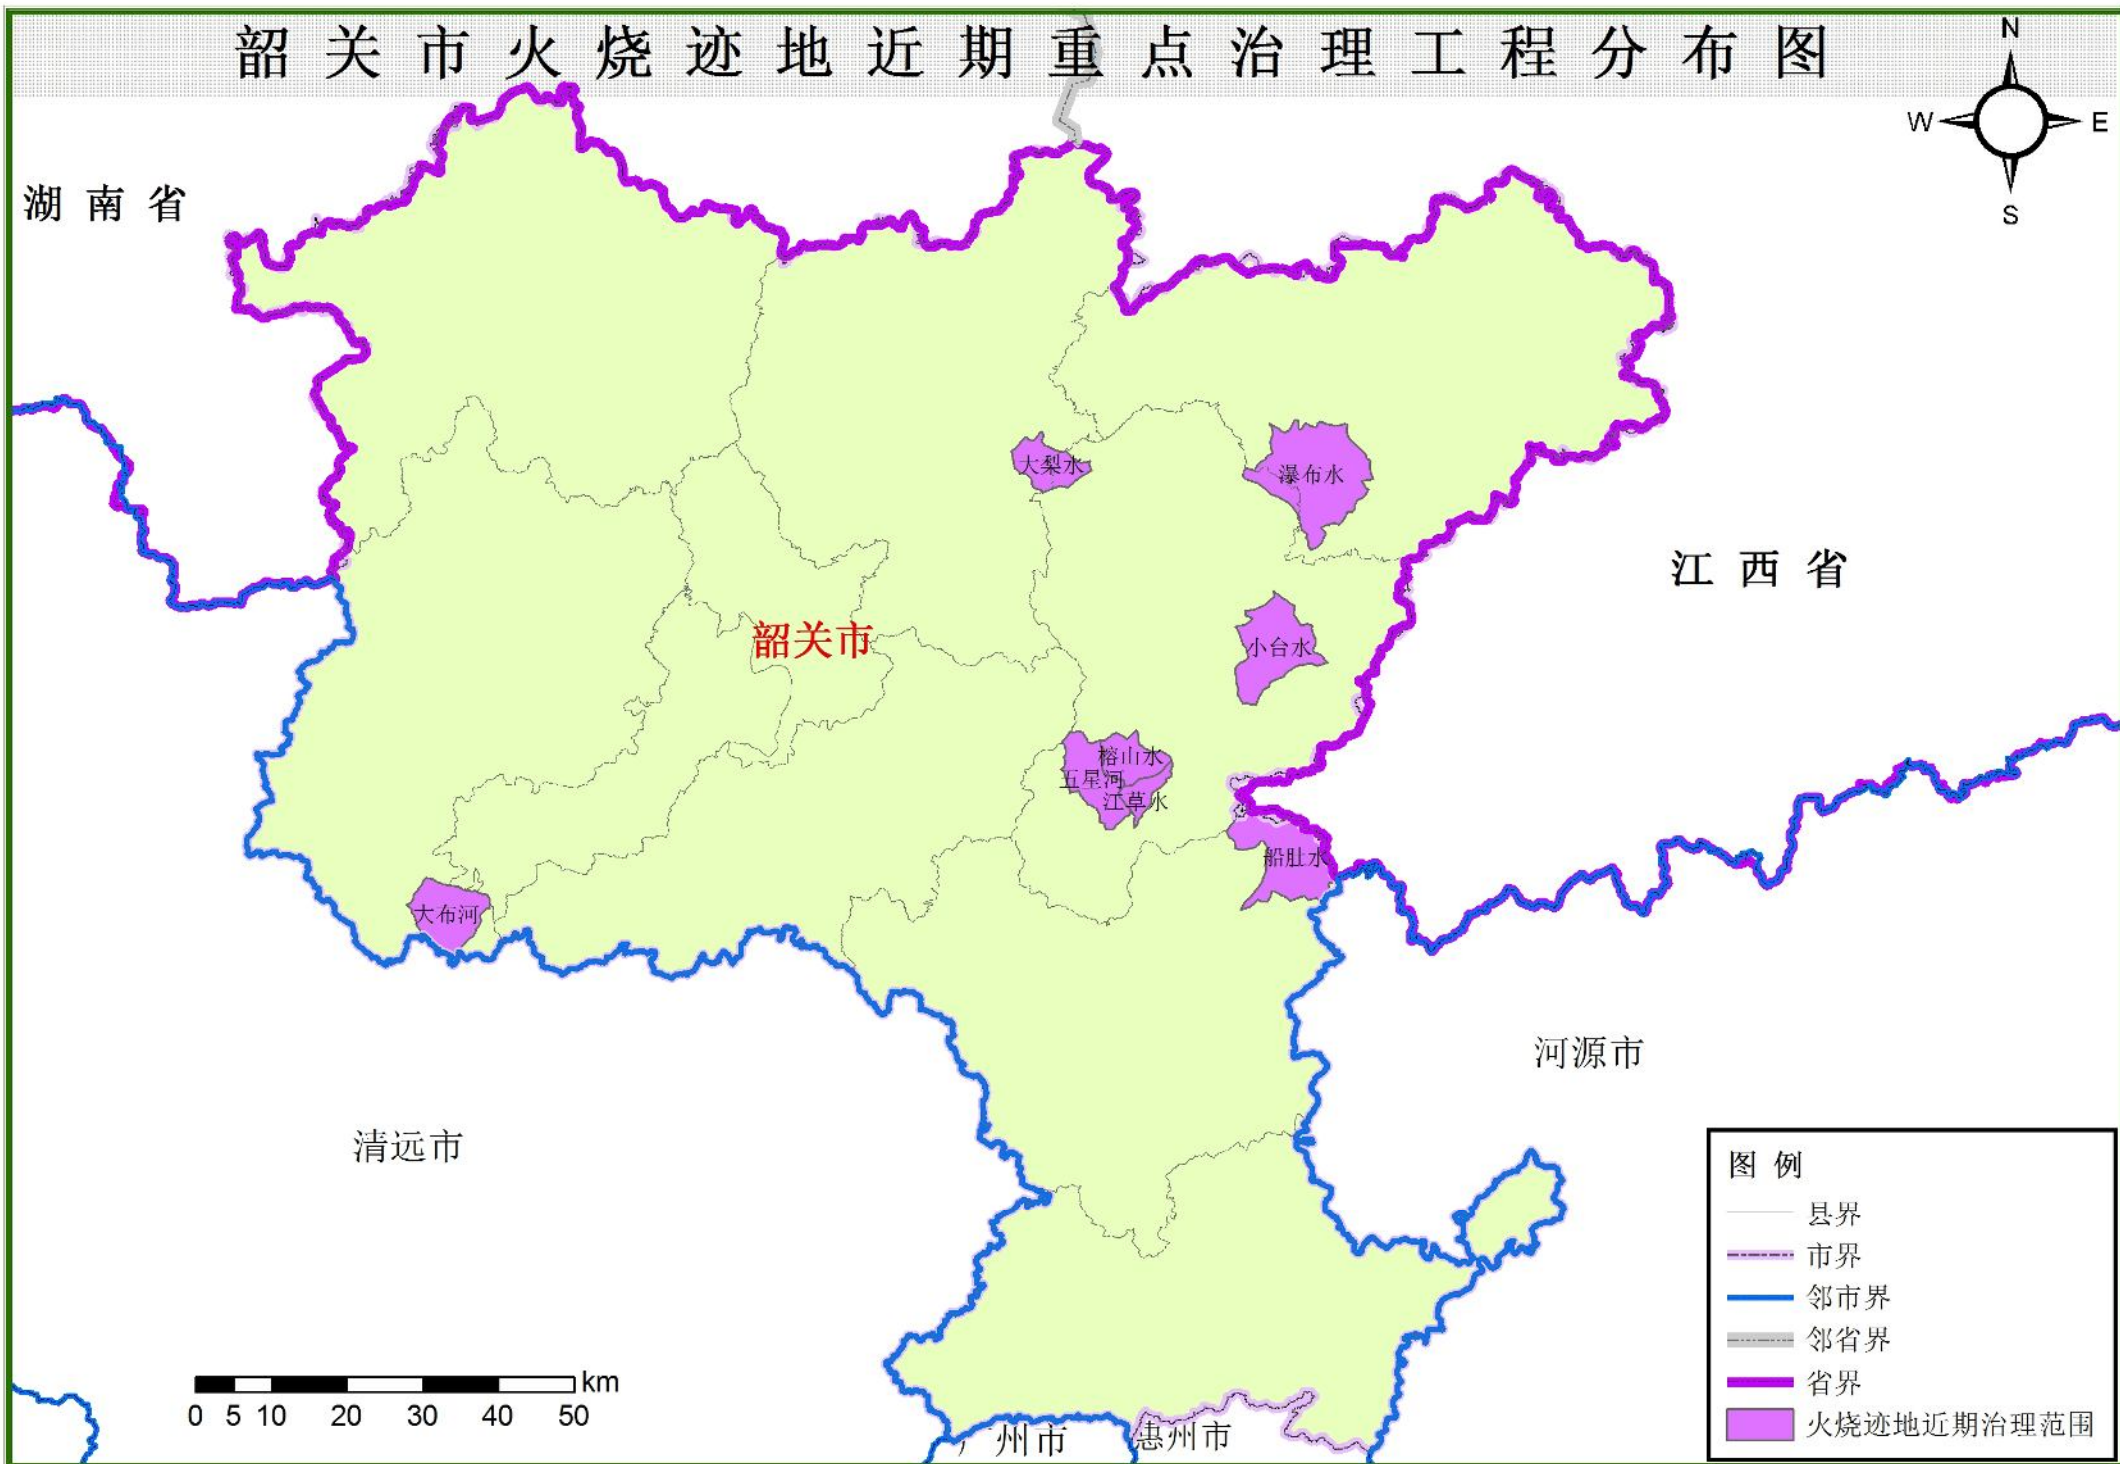 韶关市火烧迹地近期重点治理工程分布图
N
W
E
S
湖南省
大梨水
瀑布水
江西省
韶关市
小台水
榕山水
五星河
江草水
船肚水
大布河
河源市
清远市
图例
县界
市界
邻市界
邻省界
省界
火烧迹地近期治理范围
km
0 5 10 20 30 40 50
广州市
惠州市